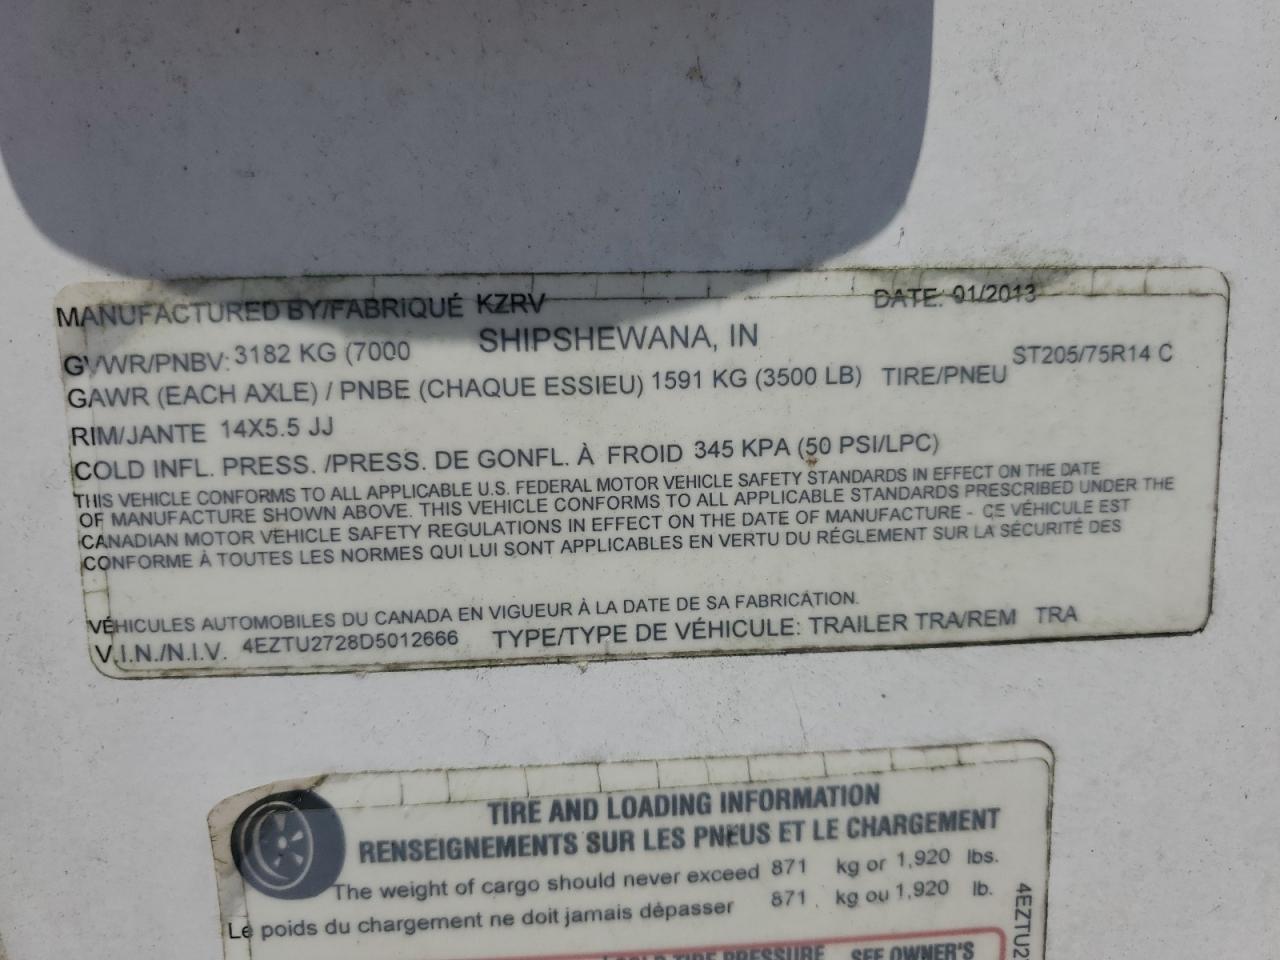 MANUFACTURED BY/FABRIQUÉ KZRV DATE: 01/2013
SHIPSHEWANA, IN
GVWR/PNBV: 3182 KG (7000
GAWR (EACH AXLE) / PNBE (CHAQUE ESSIEU) 1591 KG (3500 LB) TIRE/PNEU ST205/75R14 C
RIM/JANTE 14X5.5 JJ
COLD INFL. PRESS. /PRESS. DE GONFL. À FROID 345 KPA (50 PSI/LPC)
THIS VEHICLE CONFORMS TO ALL APPLICABLE U.S. FEDERAL MOTOR VEHICLE SAFETY STANDARDS IN EFFECT ON THE DATE
OF MANUFACTURE SHOWN ABOVE. THIS VEHICLE CONFORMS TO ALL APPLICABLE STANDARDS PRESCRIBED UNDER THE
CANADIAN MOTOR VEHICLE SAFETY REGULATIONS IN EFFECT ON THE DATE OF MANUFACTURE - CE VÉHICULE EST
CONFORME À TOUTES LES NORMES QUI LUI SONT APPLICABLES EN VERTU DU RÉGLEMENT SUR LA SÉCURITÉ DES
VÉHICULES AUTOMOBILES DU CANADA EN VIGUEUR À LA DATE DE SA FABRICATION.
V.I.N./N.I.V. 4EZTU2728D5012666 TYPE/TYPE DE VÉHICULE: TRAILER TRA/REM TRA
TIRE AND LOADING INFORMATION
RENSEIGNEMENTS SUR LES PNEUS ET LE CHARGEMENT
The weight of cargo should never exceed 871 kg or 1,920 lbs.
Le poids du chargement ne doit jamais dépasser 871 kg ou 1,920 lb.
COLD TIRE PRESSURE SEE OWNER'S
4EZTU2